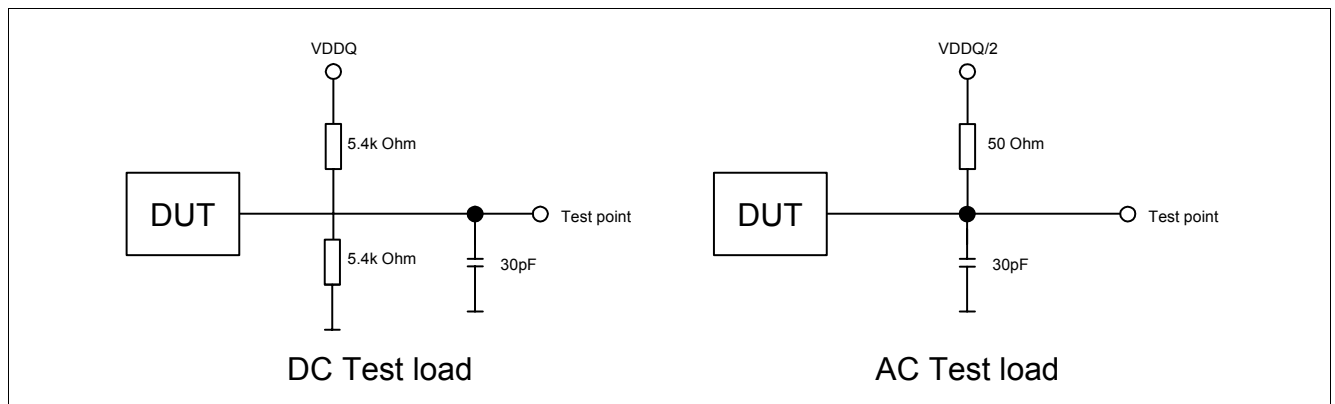 VDDQ
5.4k Ohm
DUT
Test point
5.4k Ohm
30pF
DC Test load
VDDQ/2
50 Ohm
DUT
Test point
30pF
AC Test load